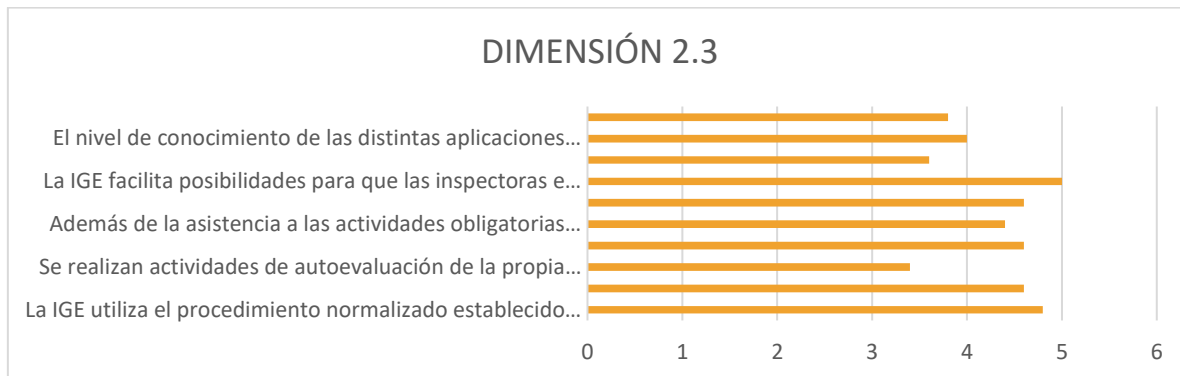 DIMENSIÓN 2.3
El nivel de conocimiento de las distintas aplicaciones...
La IGE facilita posibilidades para que las inspectoras e...
Además de la asistencia a las actividades obligatorias...
Se realizan actividades de autoevaluación de la propia...
La IGE utiliza el procedimiento normalizado establecido...
0 1 2 3 4 5 6